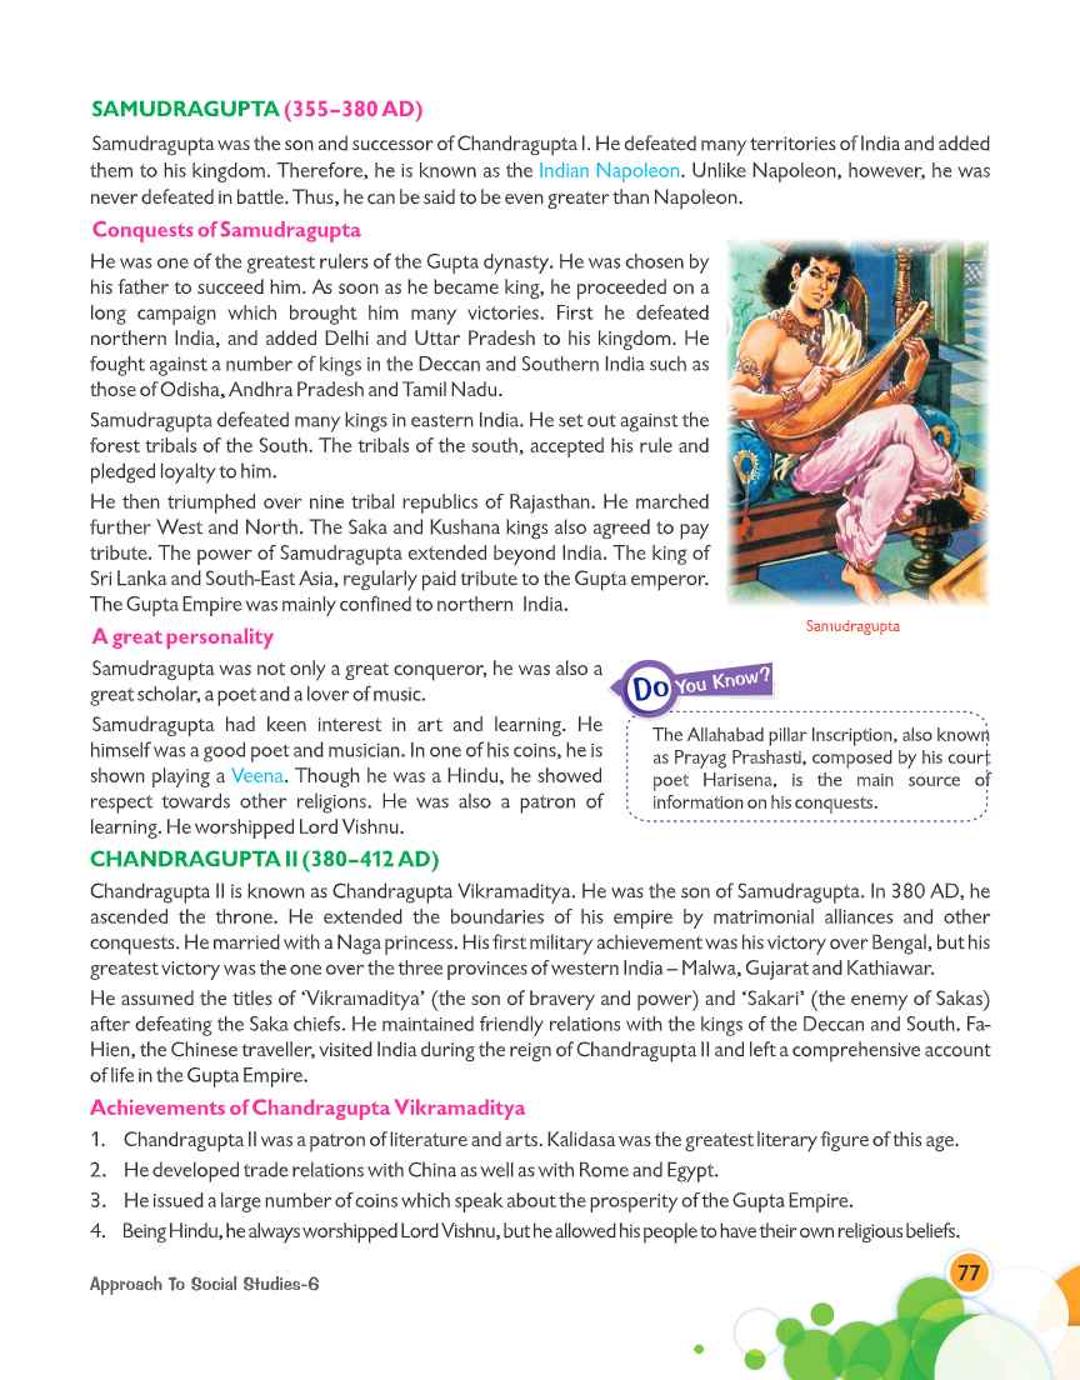 SAMUDRAGUPTA (355–380 AD)
Samudragupta was the son and successor of Chandragupta I. He defeated many territories of India and added
them to his kingdom. Therefore, he is known as the Indian Napoleon. Unlike Napoleon, however, he was
never defeated in battle. Thus, he can be said to be even greater than Napoleon.
Conquests of Samudragupta
He was one of the greatest rulers of the Gupta dynasty. He was chosen by
his father to succeed him. As soon as he became king, he proceeded on a
long campaign which brought him many victories. First he defeated
northern India, and added Delhi and Uttar Pradesh to his kingdom. He
fought against a number of kings in the Deccan and Southern India such as
those of Odisha, Andhra Pradesh and Tamil Nadu.
Samudragupta defeated many kings in eastern India. He set out against the
forest tribals of the South. The tribals of the south, accepted his rule and
pledged loyalty to him.
He then triumphed over nine tribal republics of Rajasthan. He marched
further West and North. The Saka and Kushana kings also agreed to pay
tribute. The power of Samudragupta extended beyond India. The king of
Sri Lanka and South-East Asia, regularly paid tribute to the Gupta emperor.
The Gupta Empire was mainly confined to northern India.
Samudragupta
A great personality
Samudragupta was not only a great conqueror, he was also a
great scholar, a poet and a lover of music.
Samudragupta had keen interest in art and learning. He
himself was a good poet and musician. In one of his coins, he is
shown playing a Veena. Though he was a Hindu, he showed
respect towards other religions. He was also a patron of
learning. He worshipped Lord Vishnu.
Do You Know?
The Allahabad pillar Inscription, also known
as Prayag Prashasti, composed by his court
poet Harisena, is the main source of
information on his conquests.
CHANDRAGUPTA II (380–412 AD)
Chandragupta II is known as Chandragupta Vikramaditya. He was the son of Samudragupta. In 380 AD, he
ascended the throne. He extended the boundaries of his empire by matrimonial alliances and other
conquests. He married with a Naga princess. His first military achievement was his victory over Bengal, but his
greatest victory was the one over the three provinces of western India – Malwa, Gujarat and Kathiawar.
He assumed the titles of ‘Vikramaditya’ (the son of bravery and power) and ‘Sakari’ (the enemy of Sakas)
after defeating the Saka chiefs. He maintained friendly relations with the kings of the Deccan and South. Fa-
Hien, the Chinese traveller, visited India during the reign of Chandragupta II and left a comprehensive account
of life in the Gupta Empire.
Achievements of Chandragupta Vikramaditya
1. Chandragupta II was a patron of literature and arts. Kalidasa was the greatest literary figure of this age.
2. He developed trade relations with China as well as with Rome and Egypt.
3. He issued a large number of coins which speak about the prosperity of the Gupta Empire.
4. Being Hindu, he always worshipped Lord Vishnu, but he allowed his people to have their own religious beliefs.
Approach To Social Studies-6
77